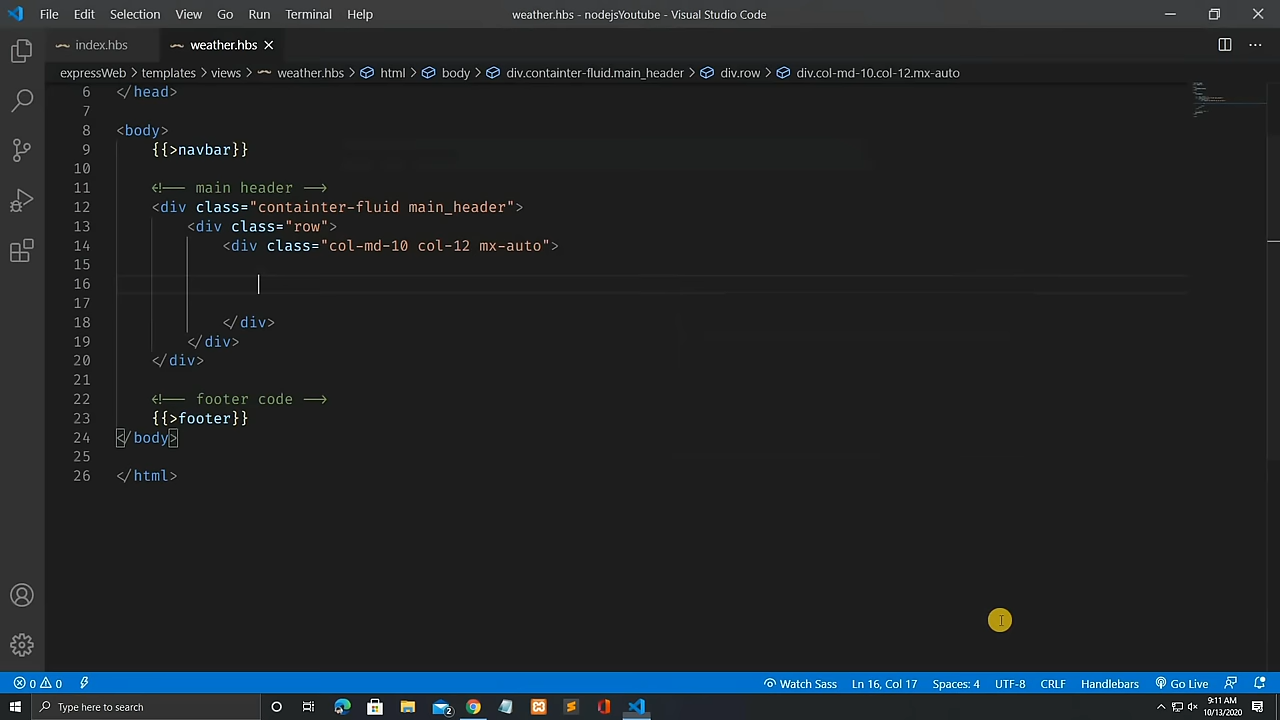 File Edit Selection View Go Run Terminal Help weather.hbs - nodejsYoutube - Visual Studio Code
index.hbs weather.hbs
expressWeb > templates > views > weather.hbs > html > body > div.containter-fluid.main_header > div.row > div.col-md-10.col-12.mx-auto
6 </head>
7
8 <body>
9 {{>navbar}}
10
11 <!-- main header -->
12 <div class="containter-fluid main_header">
13 <div class="row">
14 <div class="col-md-10 col-12 mx-auto">
15
16
17
18 </div>
19 </div>
20 </div>
21
22 <!-- footer code -->
23 {{>footer}}
24 </body>
25
26 </html>
0 0 Watch Sass Ln 16, Col 17 Spaces: 4 UTF-8 CRLF Handlebars Go Live
Type here to search 2 9:11 AM
10/13/2020